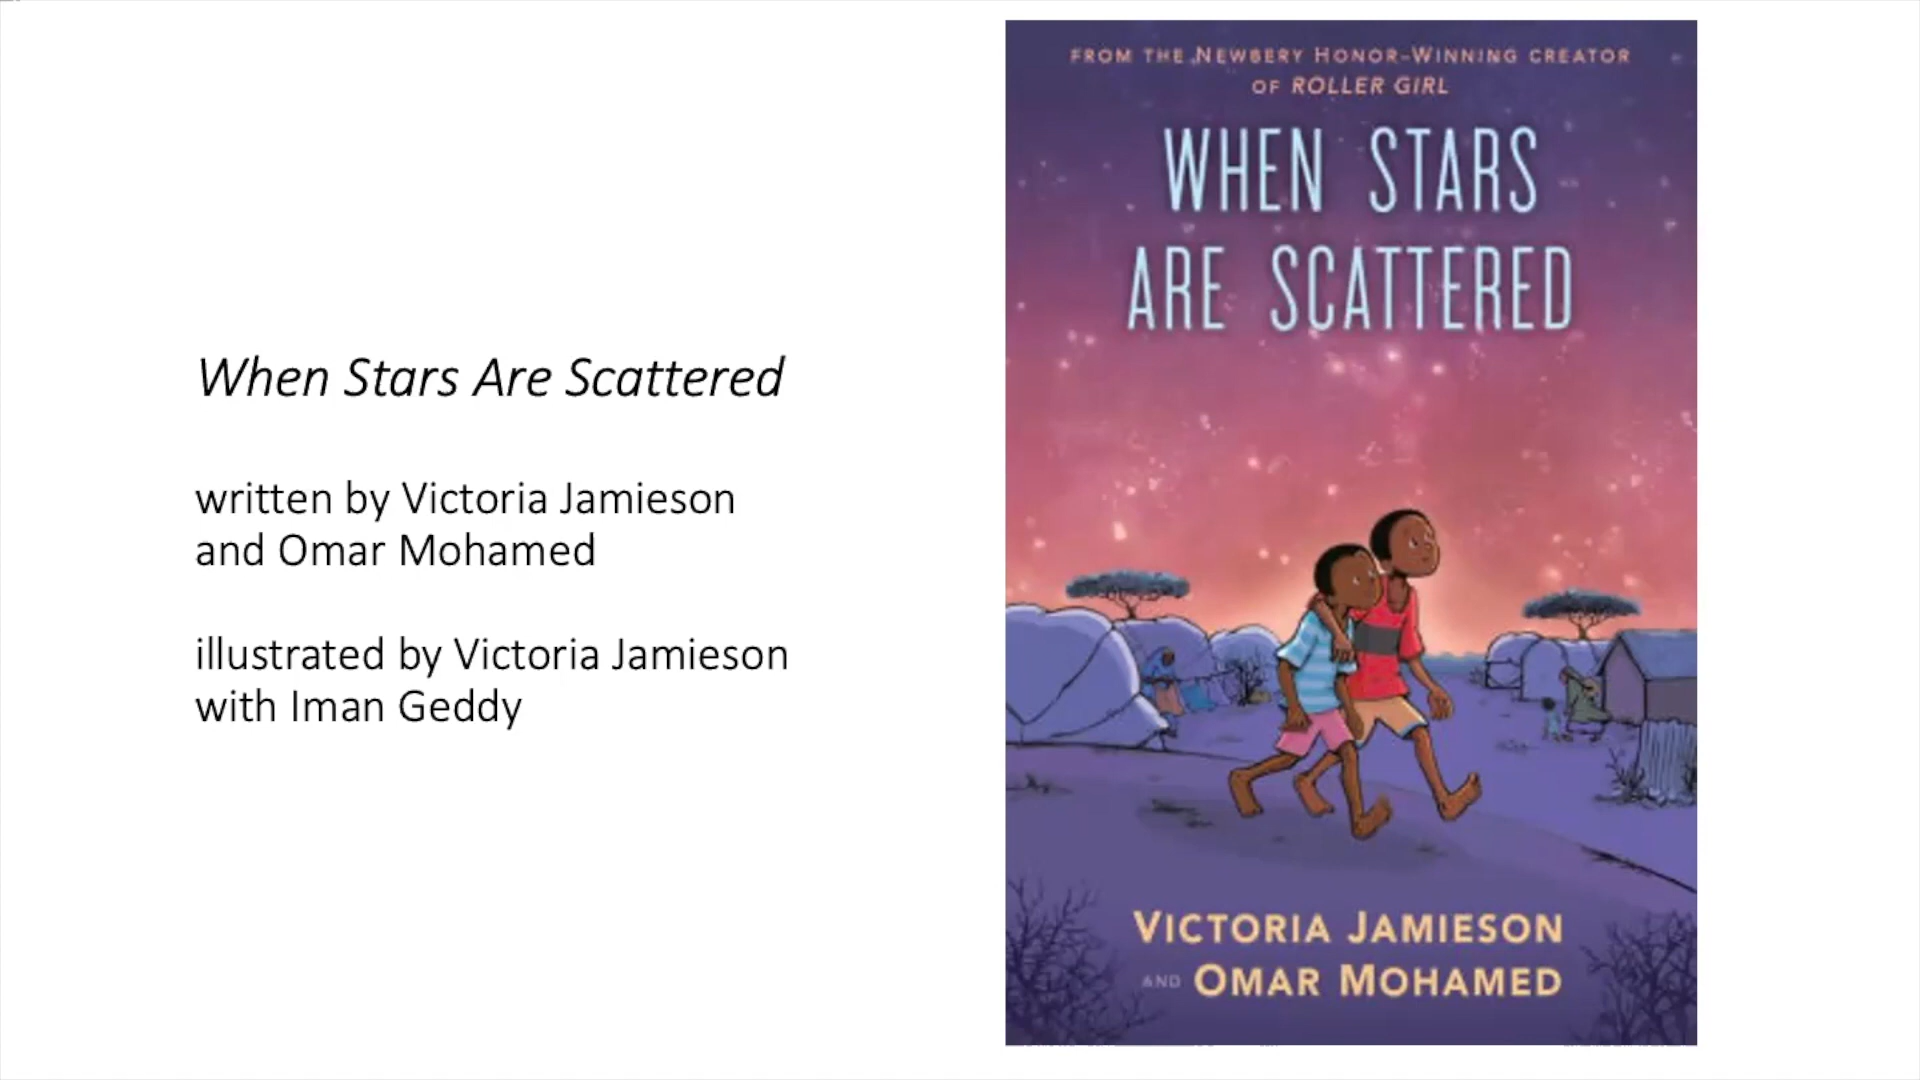 When Stars Are Scattered
written by Victoria Jamieson
and Omar Mohamed
illustrated by Victoria Jamieson
with Iman Geddy
FROM THE NEWBERY HONOR-WINNING CREATOR
OF ROLLER GIRL
WHEN STARS
ARE SCATTERED
VICTORIA JAMIESON
AND OMAR MOHAMED